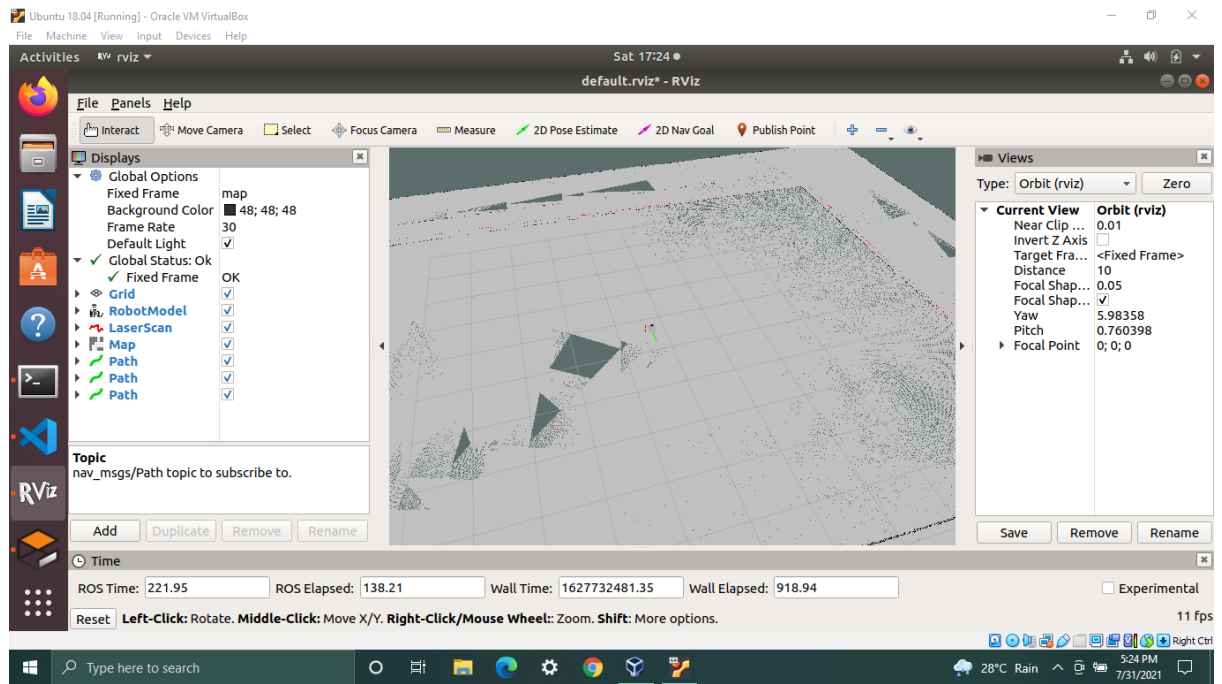 Ubuntu 18.04 [Running] - Oracle VM VirtualBox
File Machine View Input Devices Help
Activities RViz rviz Sat 17:24
default.rviz* - RViz
File Panels Help
Interact Move Camera Select Focus Camera Measure 2D Pose Estimate 2D Nav Goal Publish Point
Displays
Global Options
Fixed Frame map
Background Color 48; 48; 48
Frame Rate 30
Default Light
Global Status: Ok
Fixed Frame OK
Grid
RobotModel
LaserScan
Map
Path
Path
Path
Topic
nav_msgs/Path topic to subscribe to.
Add Duplicate Remove Rename
Views
Type: Orbit (rviz) Zero
Current View Orbit (rviz)
Near Clip ... 0.01
Invert Z Axis
Target Fra... <Fixed Frame>
Distance 10
Focal Shap... 0.05
Focal Shap...
Yaw 5.98358
Pitch 0.760398
Focal Point 0; 0; 0
Save Remove Rename
RViz
Time
ROS Time: 221.95 ROS Elapsed: 138.21 Wall Time: 1627732481.35 Wall Elapsed: 918.94 Experimental
Reset Left-Click: Rotate. Middle-Click: Move X/Y. Right-Click/Mouse Wheel:: Zoom. Shift: More options. 11 fps
Right Ctrl
Type here to search 28°C Rain 5:24 PM
7/31/2021